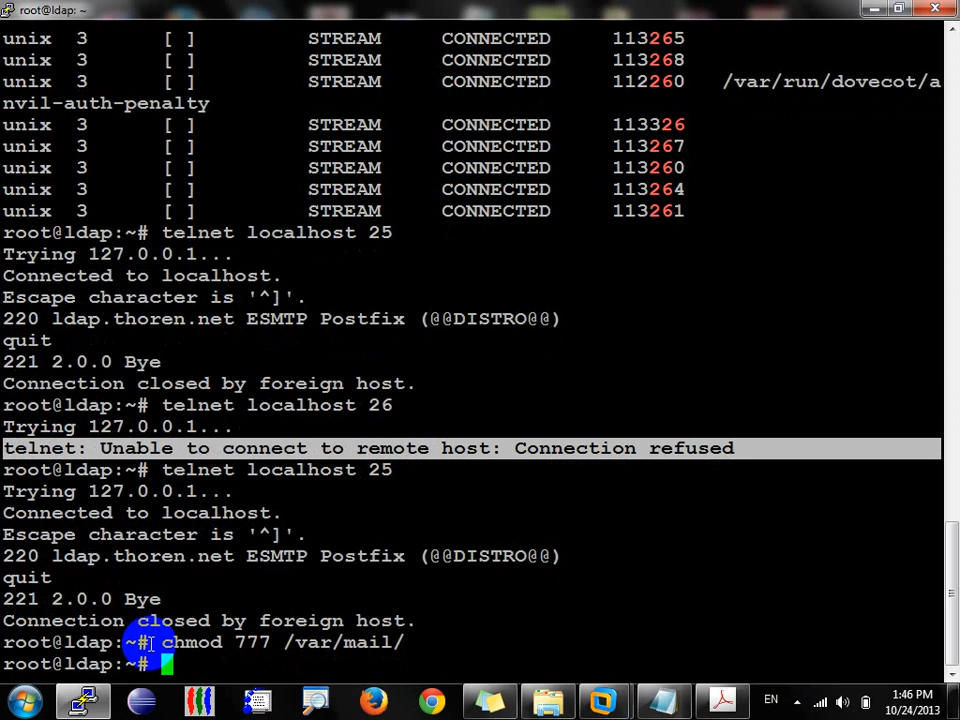 root@ldap: ~
unix 3 [ ] STREAM CONNECTED 113265
unix 3 [ ] STREAM CONNECTED 113268
unix 3 [ ] STREAM CONNECTED 112260 /var/run/dovecot/a
nvil-auth-penalty
unix 3 [ ] STREAM CONNECTED 113326
unix 3 [ ] STREAM CONNECTED 113267
unix 3 [ ] STREAM CONNECTED 113260
unix 3 [ ] STREAM CONNECTED 113264
unix 3 [ ] STREAM CONNECTED 113261
root@ldap:~# telnet localhost 25
Trying 127.0.0.1...
Connected to localhost.
Escape character is '^]'.
220 ldap.thoren.net ESMTP Postfix (@@DISTRO@@)
quit
221 2.0.0 Bye
Connection closed by foreign host.
root@ldap:~# telnet localhost 26
Trying 127.0.0.1...
telnet: Unable to connect to remote host: Connection refused
root@ldap:~# telnet localhost 25
Trying 127.0.0.1...
Connected to localhost.
Escape character is '^]'.
220 ldap.thoren.net ESMTP Postfix (@@DISTRO@@)
quit
221 2.0.0 Bye
Connection closed by foreign host.
root@ldap:~# chmod 777 /var/mail/
root@ldap:~#
EN
1:46 PM
10/24/2013